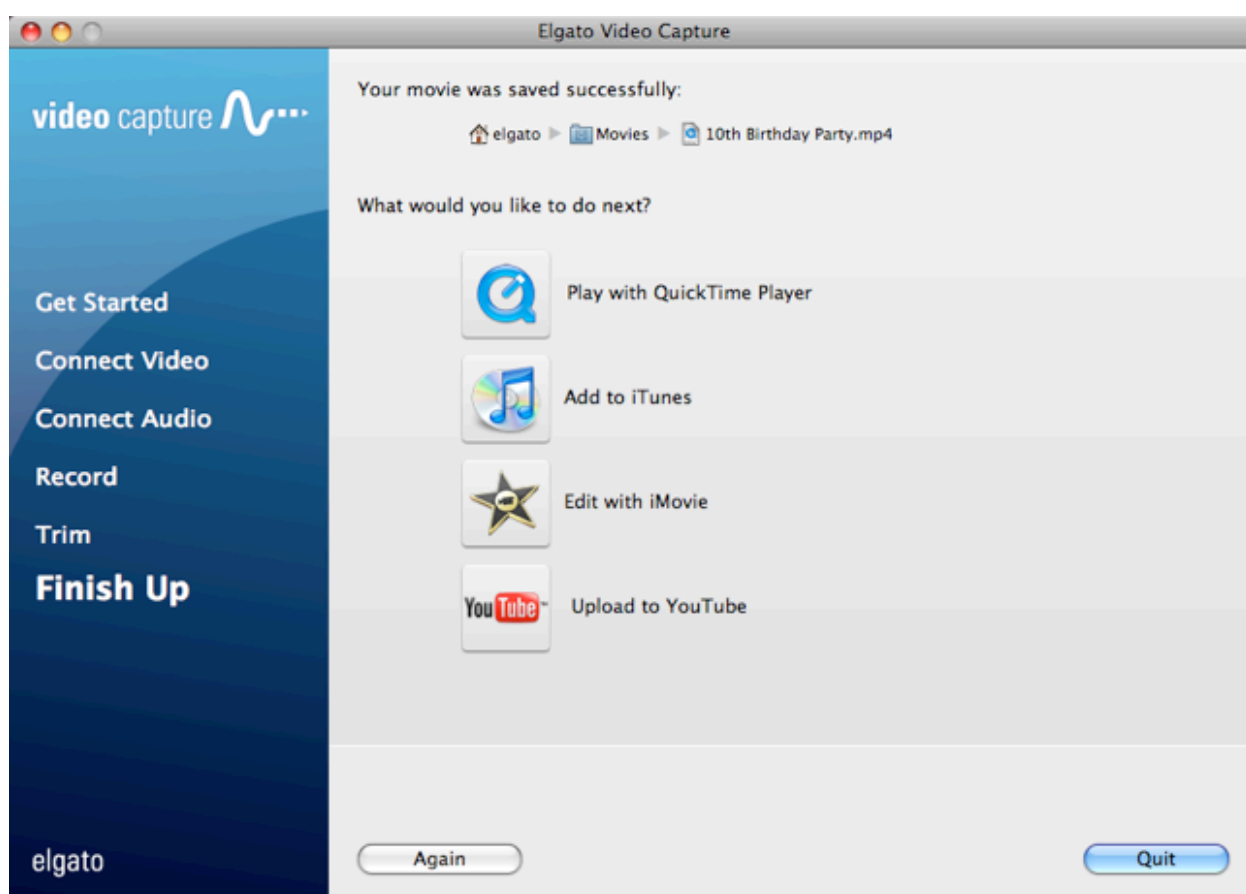 Elgato Video Capture
video capture
Get Started
Connect Video
Connect Audio
Record
Trim
Finish Up
elgato
Your movie was saved successfully:
elgato Movies 10th Birthday Party.mp4
What would you like to do next?
Play with QuickTime Player
Add to iTunes
Edit with iMovie
YouTube™ Upload to YouTube
Again Quit